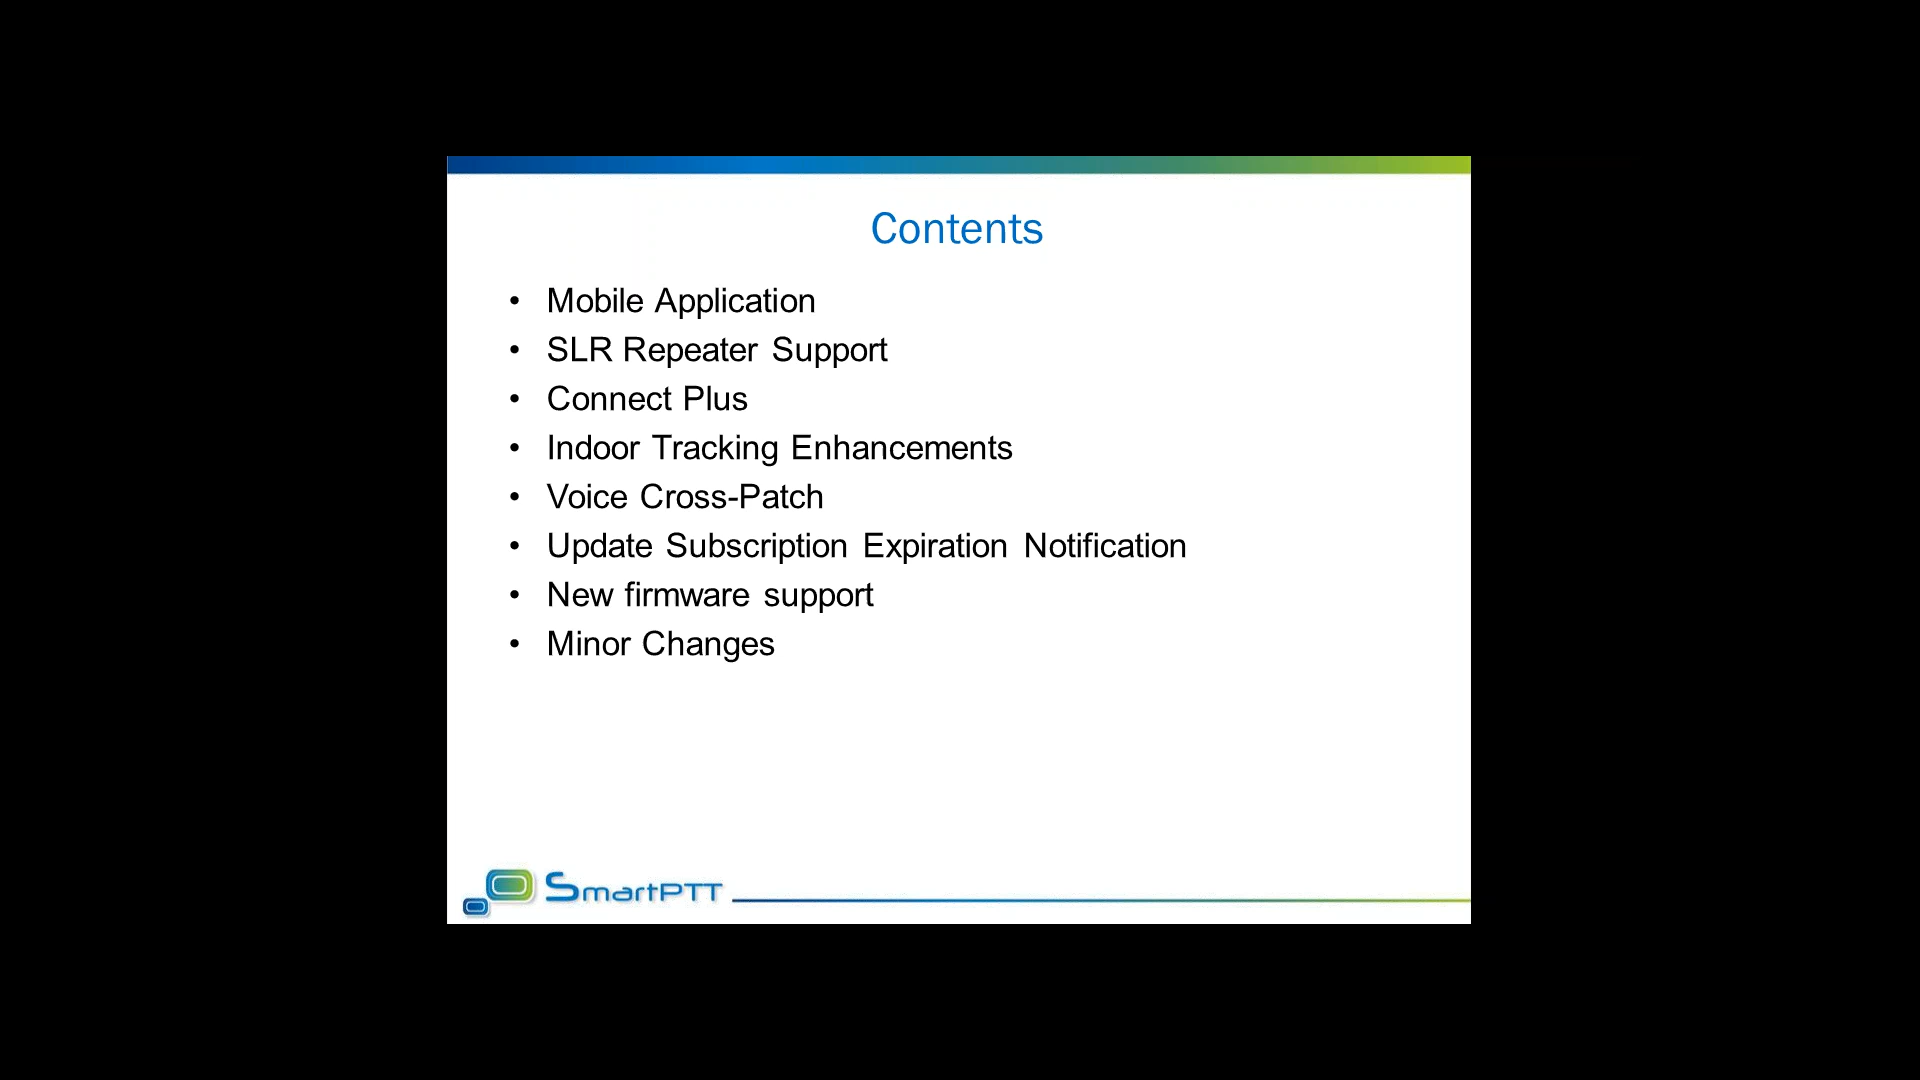 Contents
• Mobile Application
• SLR Repeater Support
• Connect Plus
• Indoor Tracking Enhancements
• Voice Cross-Patch
• Update Subscription Expiration Notification
• New firmware support
• Minor Changes
SmartPTT